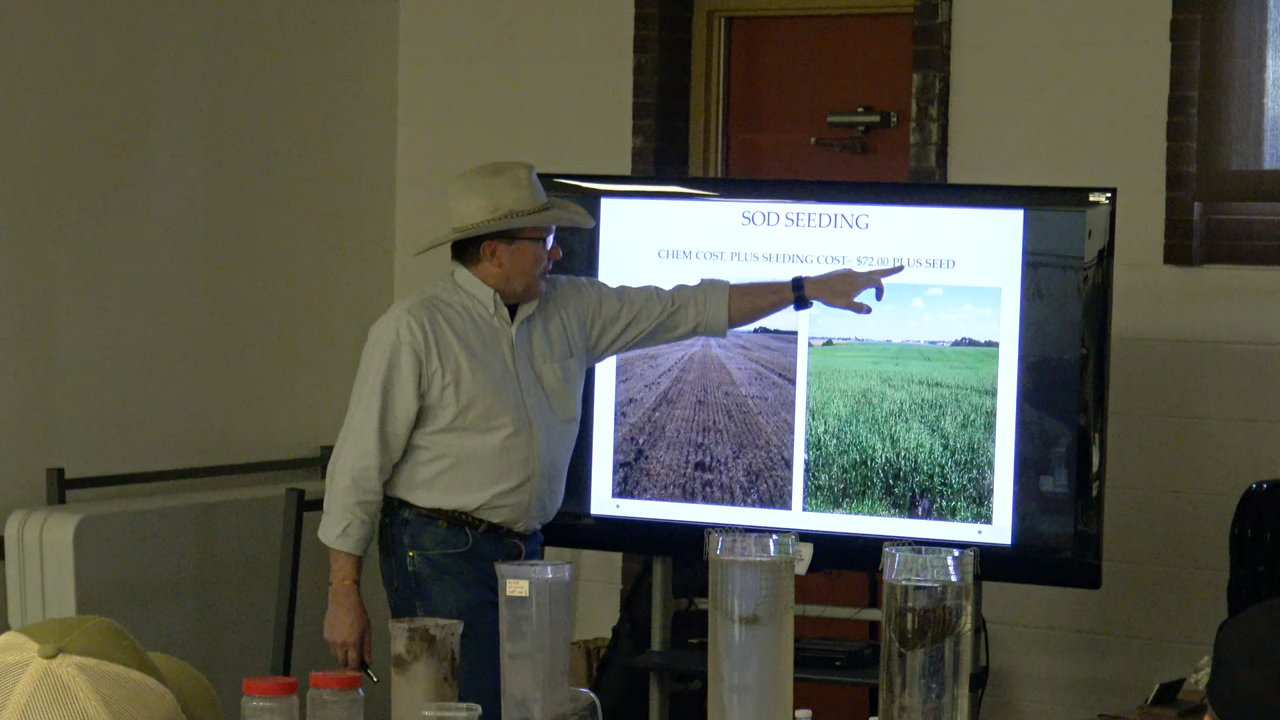 SOD SEEDING
CHEM COST, PLUS SEEDING COST= $72.00 PLUS SEED